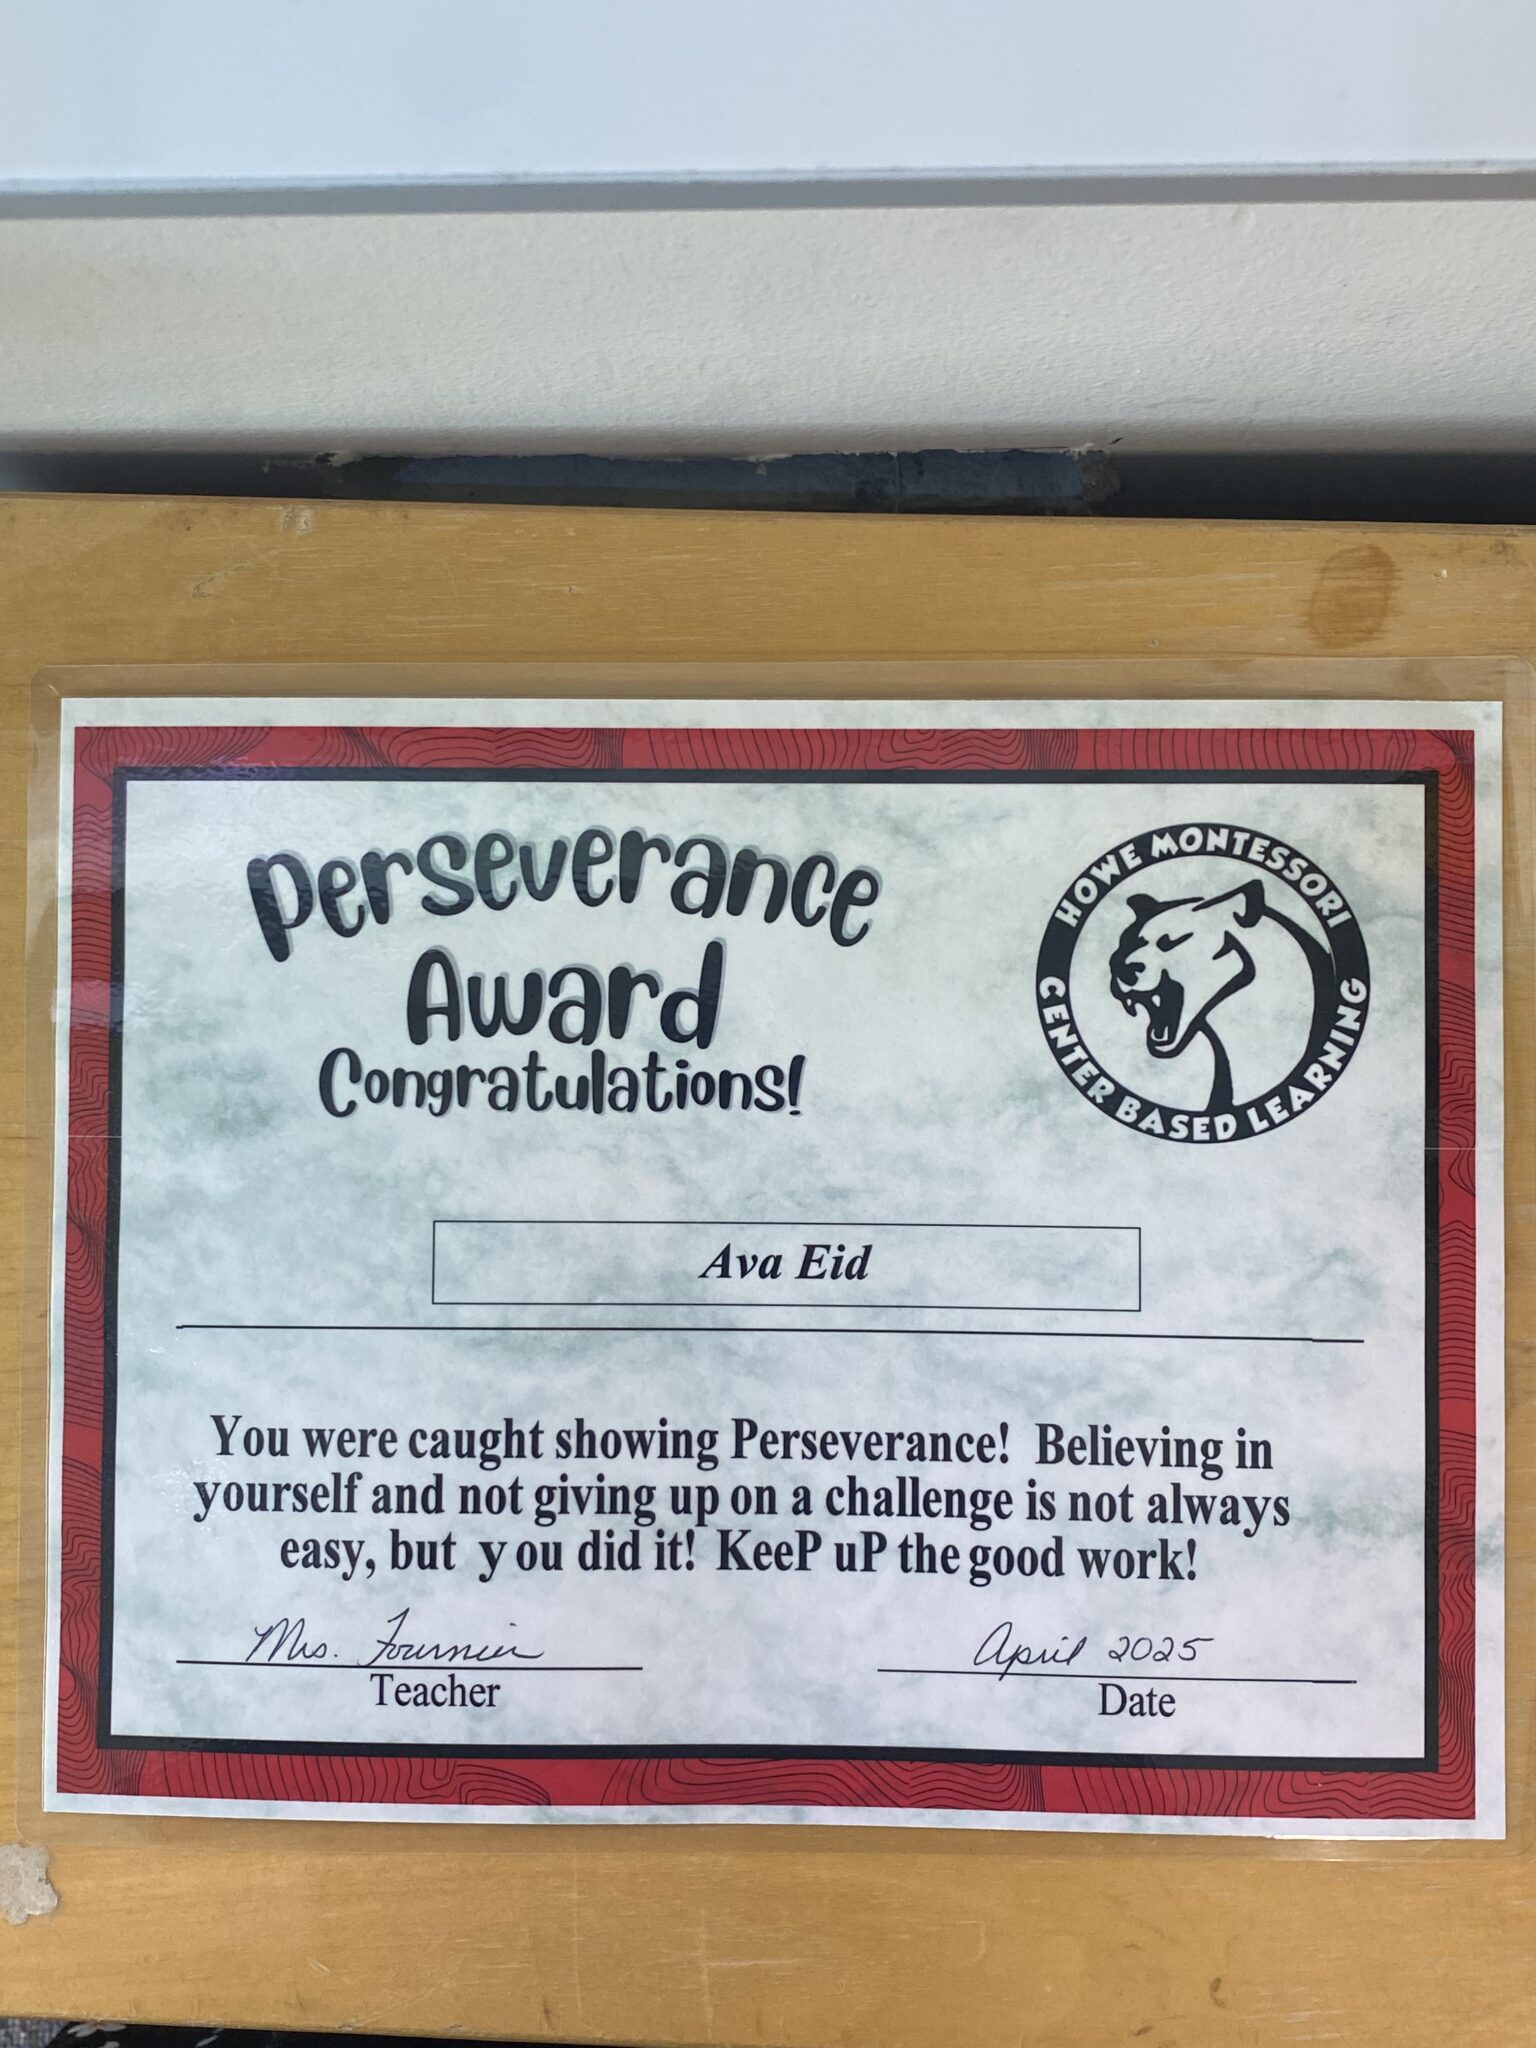 Perseverance
Award
Congratulations!
HOWE MONTESSORI
CENTER BASED LEARNING
Ava Eid
You were caught showing Perseverance! Believing in
yourself and not giving up on a challenge is not always
easy, but you did it! KeeP uP the good work!
Mrs. Fournier
April 2025
Teacher
Date